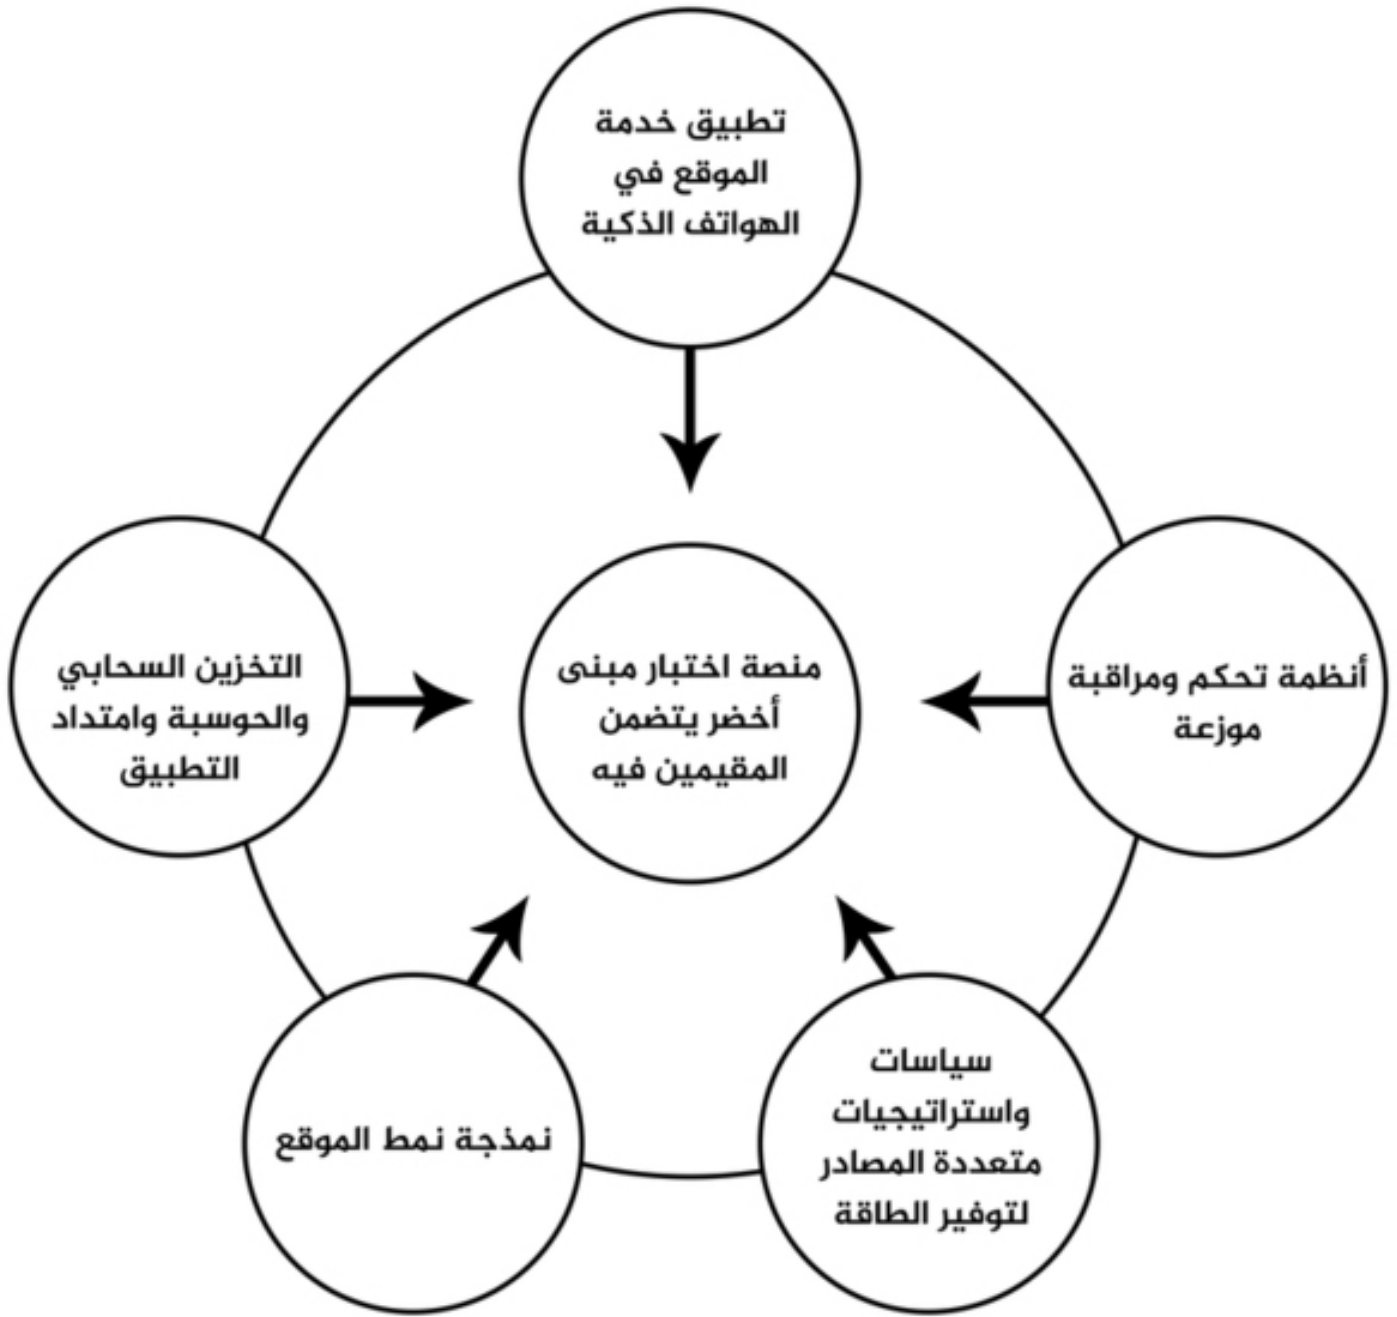 تطبيق خدمة
الموقع في
الهواتف الذكية
أنظمة تحكم ومراقبة
موزعة
منصة اختبار مبنى
أخضر يتضمن
المقيمين فيه
التخزين السحابي
والحوسبة وامتداد
التطبيق
سياسات
واستراتيجيات
متعددة المصادر
لتوفير الطاقة
نمذجة نمط الموقع